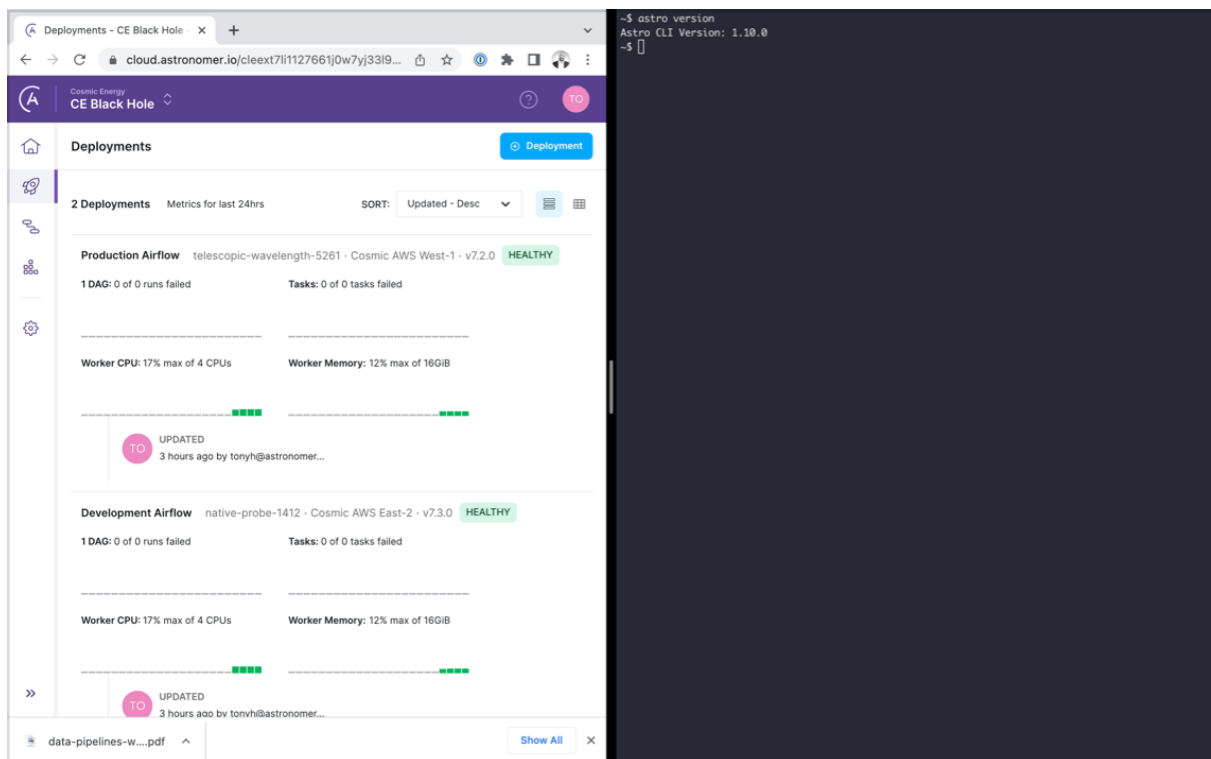 Deployments - CE Black Hole -
cloud.astronomer.io/cleext7li1127661j0w7yj33l9...
Cosmic Energy
CE Black Hole
TO
Deployments
Deployment
2 Deployments Metrics for last 24hrs SORT: Updated - Desc
Production Airflow telescopic-wavelength-5261 · Cosmic AWS West-1 · v7.2.0 HEALTHY
1 DAG: 0 of 0 runs failed Tasks: 0 of 0 tasks failed
Worker CPU: 17% max of 4 CPUs Worker Memory: 12% max of 16GiB
TO
UPDATED
3 hours ago by tonyh@astronomer...
Development Airflow native-probe-1412 · Cosmic AWS East-2 · v7.3.0 HEALTHY
1 DAG: 0 of 0 runs failed Tasks: 0 of 0 tasks failed
Worker CPU: 17% max of 4 CPUs Worker Memory: 12% max of 16GiB
TO
UPDATED
3 hours ago by tonyh@astronomer...
data-pipelines-w....pdf Show All
~$ astro version
Astro CLI Version: 1.10.0
~$